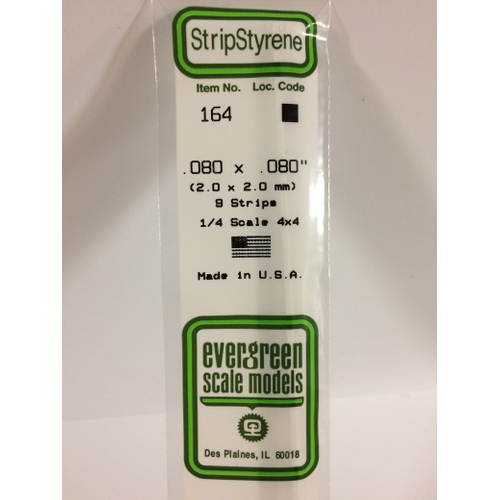 StripStyrene
Item No. Loc. Code
164
.080 x .080"
(2.0 x 2.0 mm)
9 Strips
1/4 Scale 4x4
Made in U.S.A.
evergreen
scale models
Des Plaines, IL 60018